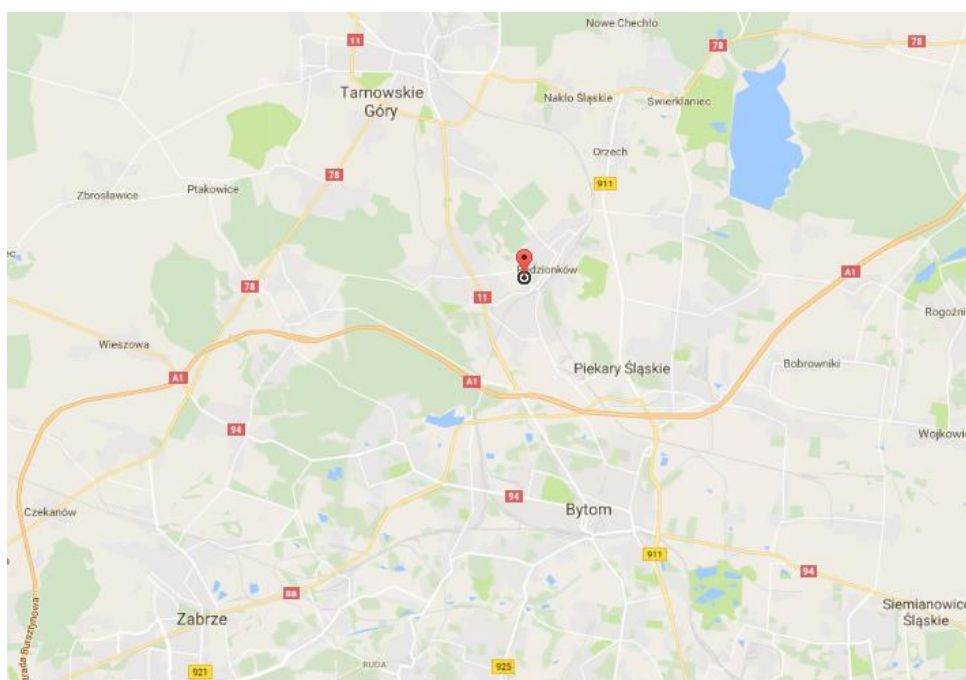 Nowe Chechło
11
78
78
Tarnowskie
Góry
Nakło Śląskie
Świerklaniec
Orzech
78
911
Zbrosławice
Ptakowice
A1
78
11
Rogoźni
Wieszowa
Piekary Śląskie
Bobrowniki
A1
A1
94
Wojkowic
94
Czekanów
Bytom
911
94
88
Siemianowice
Śląskie
Zabrze
RUDA
921
925